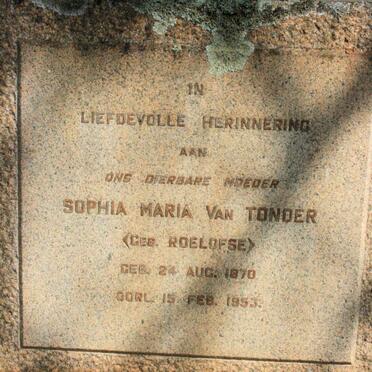 IN
LIEFDEVOLLE HERINNERING
AAN
ONS DIERBARE MOEDER
SOPHIA MARIA VAN TONDER
(GEB. ROELOFSE)
GEB. 24 AUG. 1870
OORL. 15 FEB. 1953.